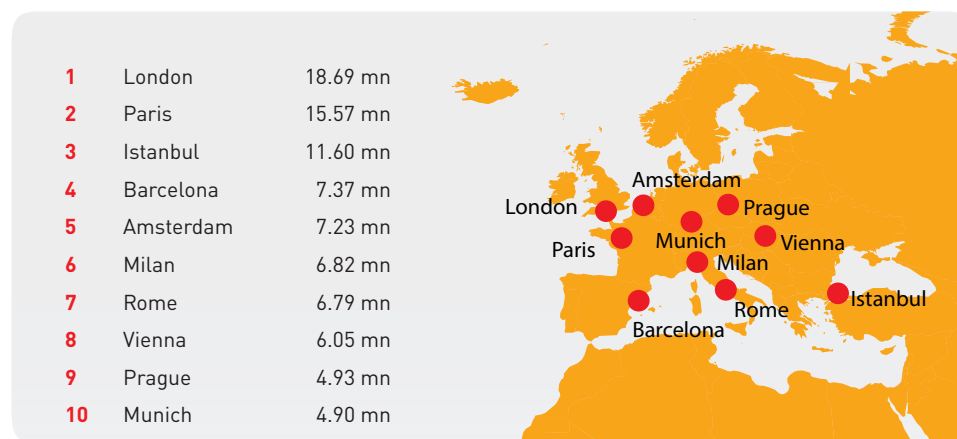 1 London 18.69 mn
2 Paris 15.57 mn
3 Istanbul 11.60 mn
4 Barcelona 7.37 mn
5 Amsterdam 7.23 mn
6 Milan 6.82 mn
7 Rome 6.79 mn
8 Vienna 6.05 mn
9 Prague 4.93 mn
10 Munich 4.90 mn
Amsterdam
London
Prague
Paris
Munich
Vienna
Milan
Istanbul
Rome
Barcelona